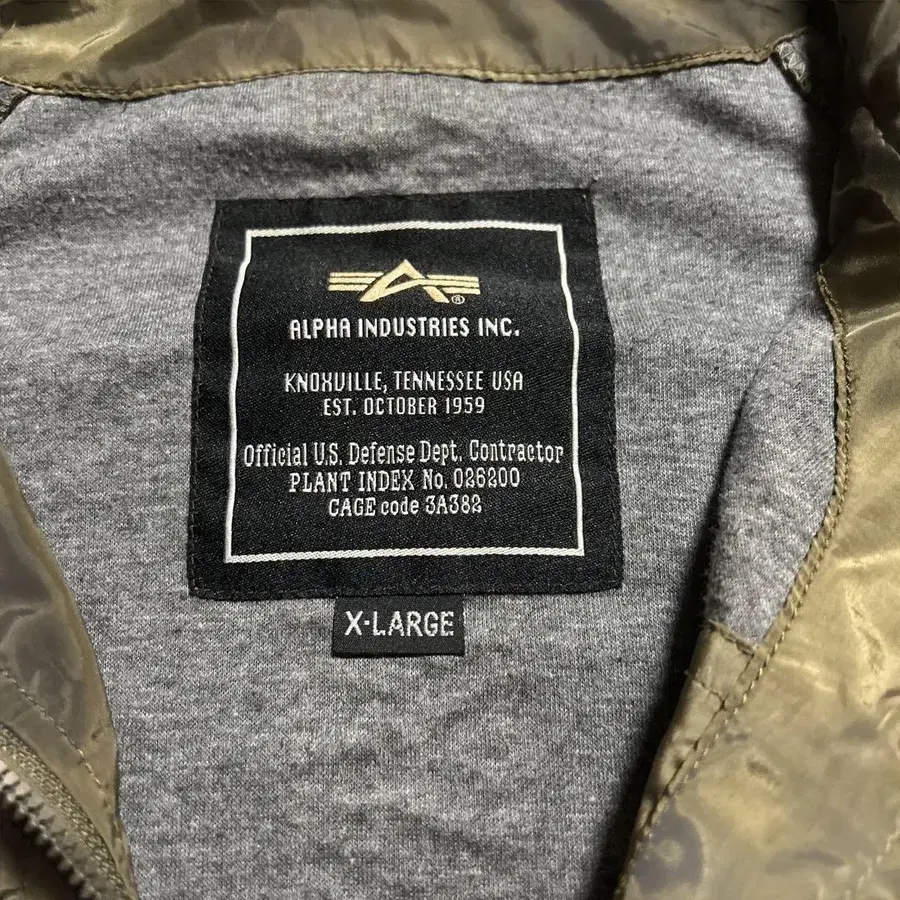 ®
ALPHA INDUSTRIES INC.
KNOXVILLE, TENNESSEE USA
EST. OCTOBER 1959
Official U.S. Defense Dept. Contractor
PLANT INDEX No. 026200
CAGE code 3A382
X·LARGE